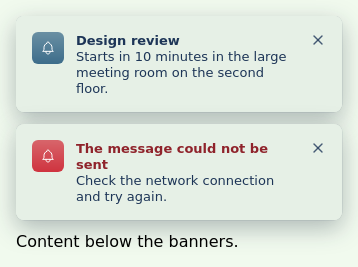 Design review
Starts in 10 minutes in the large
meeting room on the second
floor.
The message could not be
sent
Check the network connection
and try again.
Content below the banners.